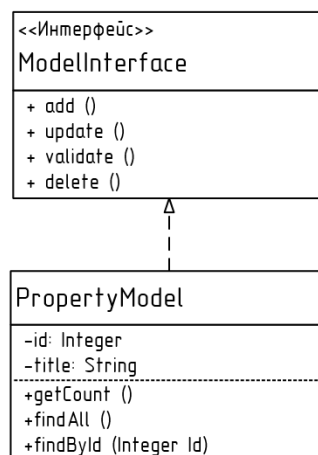 <<Интерфейс>>
ModelInterface
+ add ()
+ update ()
+ validate ()
+ delete ()
PropertyModel
-id: Integer
-title: String
+getCount ()
+findAll ()
+findById (Integer Id)